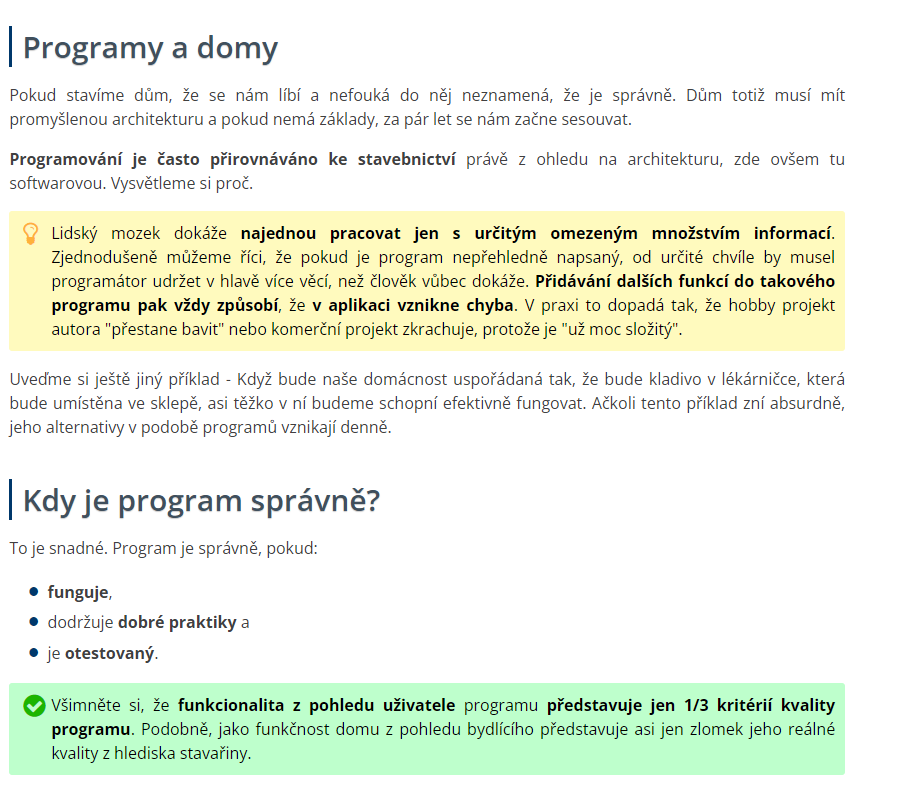 Programy a domy
Pokud stavíme dům, že se nám líbí a nefouká do něj neznamená, že je správně. Dům totiž musí mít
promyšlenou architekturu a pokud nemá základy, za pár let se nám začne sesouvat.
Programování je často přirovnáváno ke stavebnictví právě z ohledu na architekturu, zde ovšem tu
softwarovou. Vysvětleme si proč.
Lidský mozek dokáže najednou pracovat jen s určitým omezeným množstvím informací.
Zjednodušeně můžeme říci, že pokud je program nepřehledně napsaný, od určité chvíle by musel
programátor udržet v hlavě více věcí, než člověk vůbec dokáže. Přidávání dalších funkcí do takového
programu pak vždy způsobí, že v aplikaci vznikne chyba. V praxi to dopadá tak, že hobby projekt
autora "přestane bavit" nebo komerční projekt zkrachuje, protože je "už moc složitý".
Uveďme si ještě jiný příklad - Když bude naše domácnost uspořádaná tak, že bude kladivo v lékárničce, která
bude umístěna ve sklepě, asi těžko v ní budeme schopní efektivně fungovat. Ačkoli tento příklad zní absurdně,
jeho alternativy v podobě programů vznikají denně.
Kdy je program správně?
To je snadné. Program je správně, pokud:
funguje,
dodržuje dobré praktiky a
je otestovaný.
Všimněte si, že funkcionalita z pohledu uživatele programu představuje jen 1/3 kritérií kvality
programu. Podobně, jako funkčnost domu z pohledu bydlícího představuje asi jen zlomek jeho reálné
kvality z hlediska stavařiny.